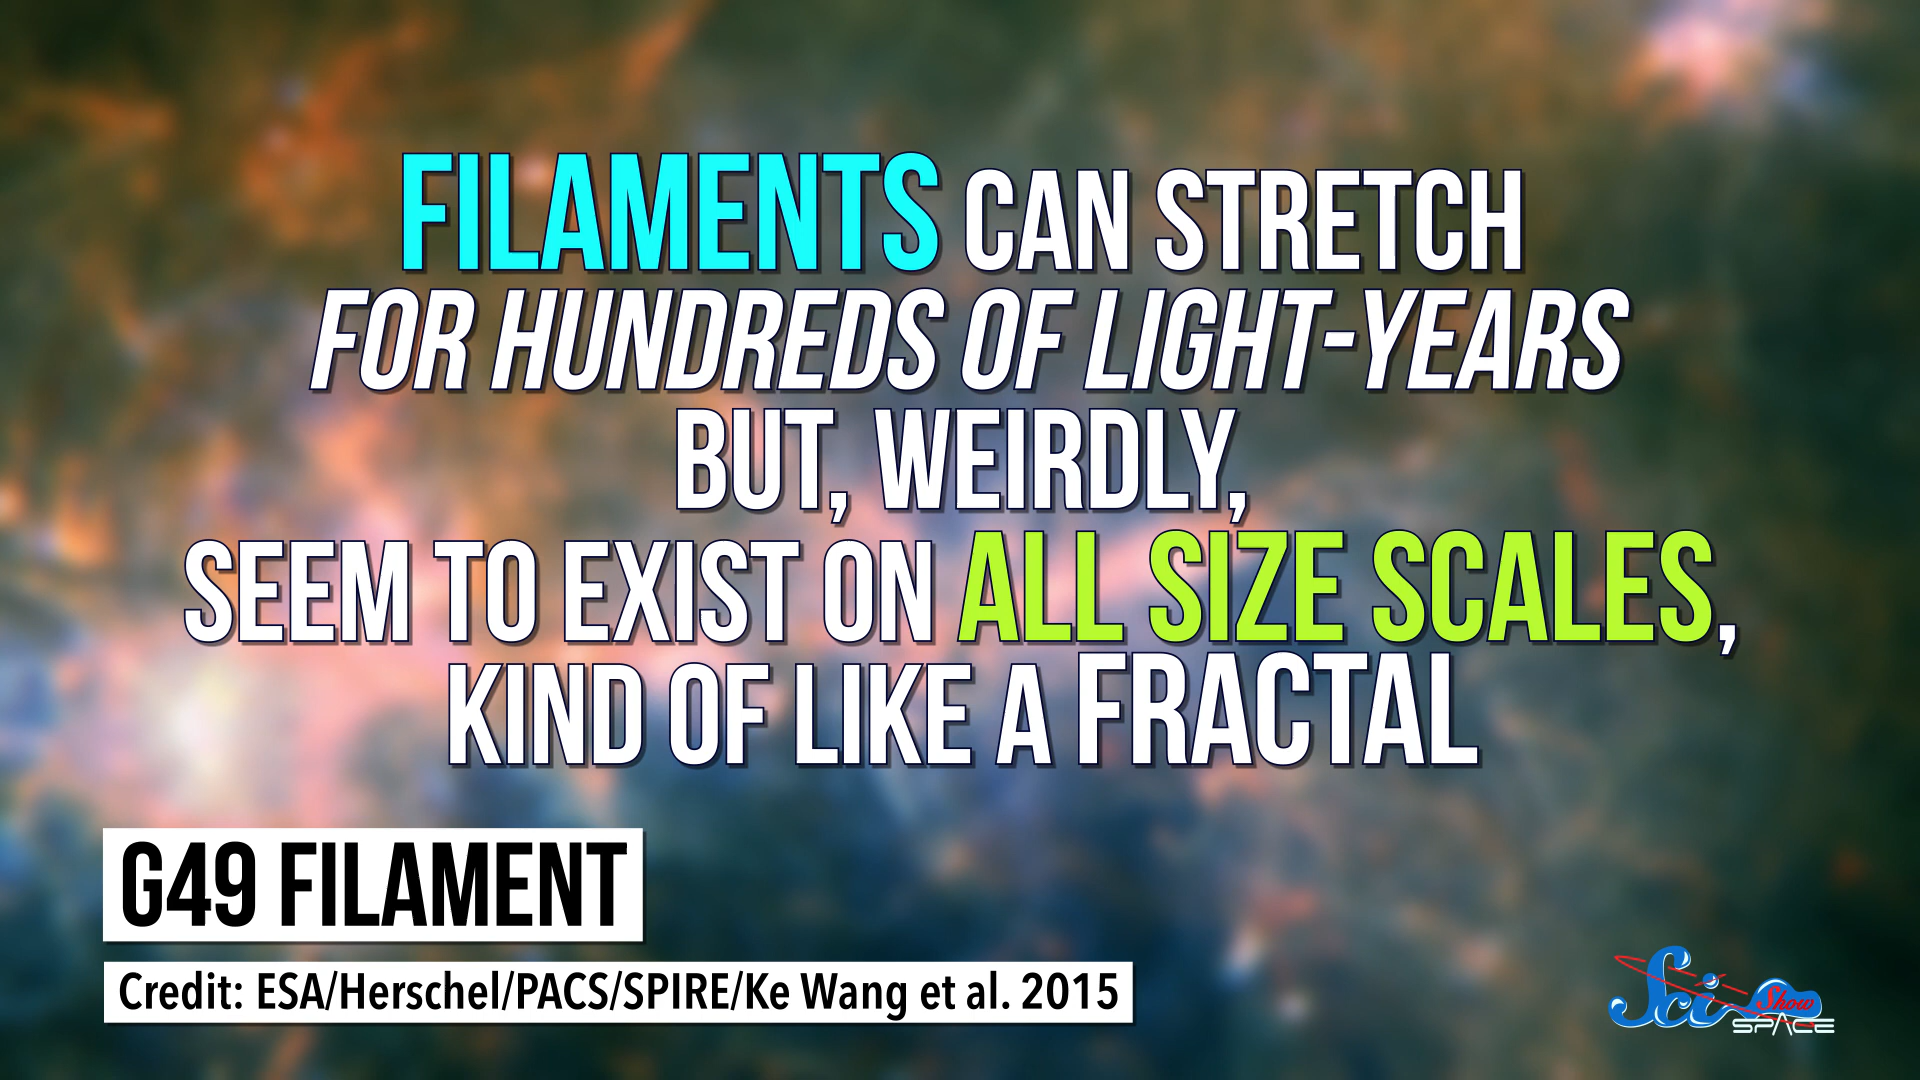 FILAMENTS CAN STRETCH
FOR HUNDREDS OF LIGHT-YEARS
BUT, WEIRDLY,
SEEM TO EXIST ON ALL SIZE SCALES,
KIND OF LIKE A FRACTAL
G49 FILAMENT
Credit: ESA/Herschel/PACS/SPIRE/Ke Wang et al. 2015
Sci Show
SPACE